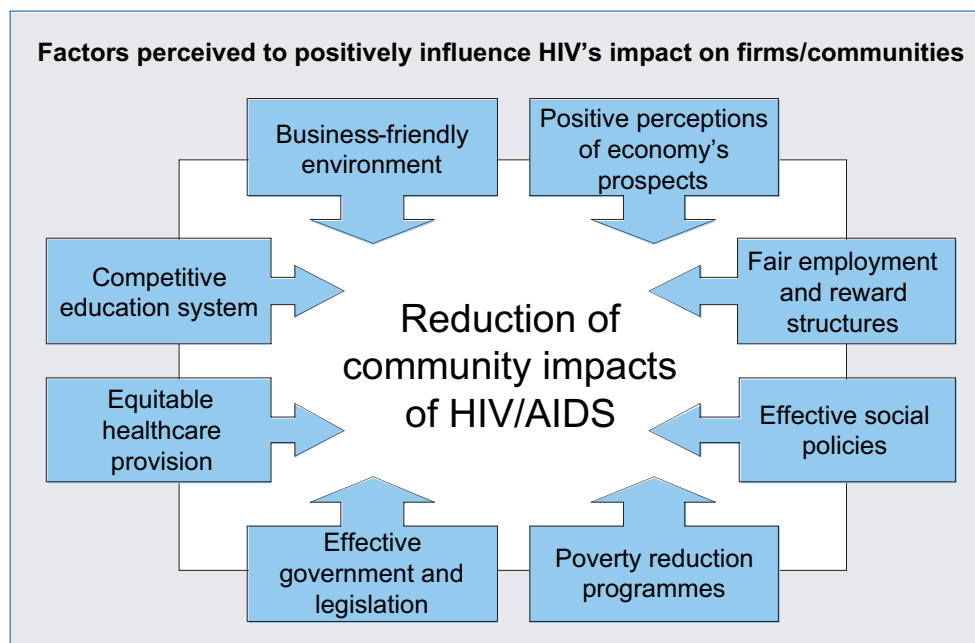 Factors perceived to positively influence HIV's impact on firms/communities
Business-friendly
environment
Positive perceptions
of economy's
prospects
Competitive
education system
Fair employment
and reward
structures
Reduction of
community impacts
of HIV/AIDS
Equitable
healthcare
provision
Effective social
policies
Effective
government and
legislation
Poverty reduction
programmes